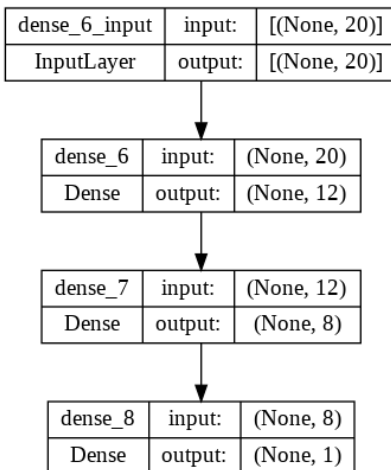 dense_6_input input: [(None, 20)]
InputLayer output: [(None, 20)]
dense_6 input: (None, 20)
Dense output: (None, 12)
dense_7 input: (None, 12)
Dense output: (None, 8)
dense_8 input: (None, 8)
Dense output: (None, 1)